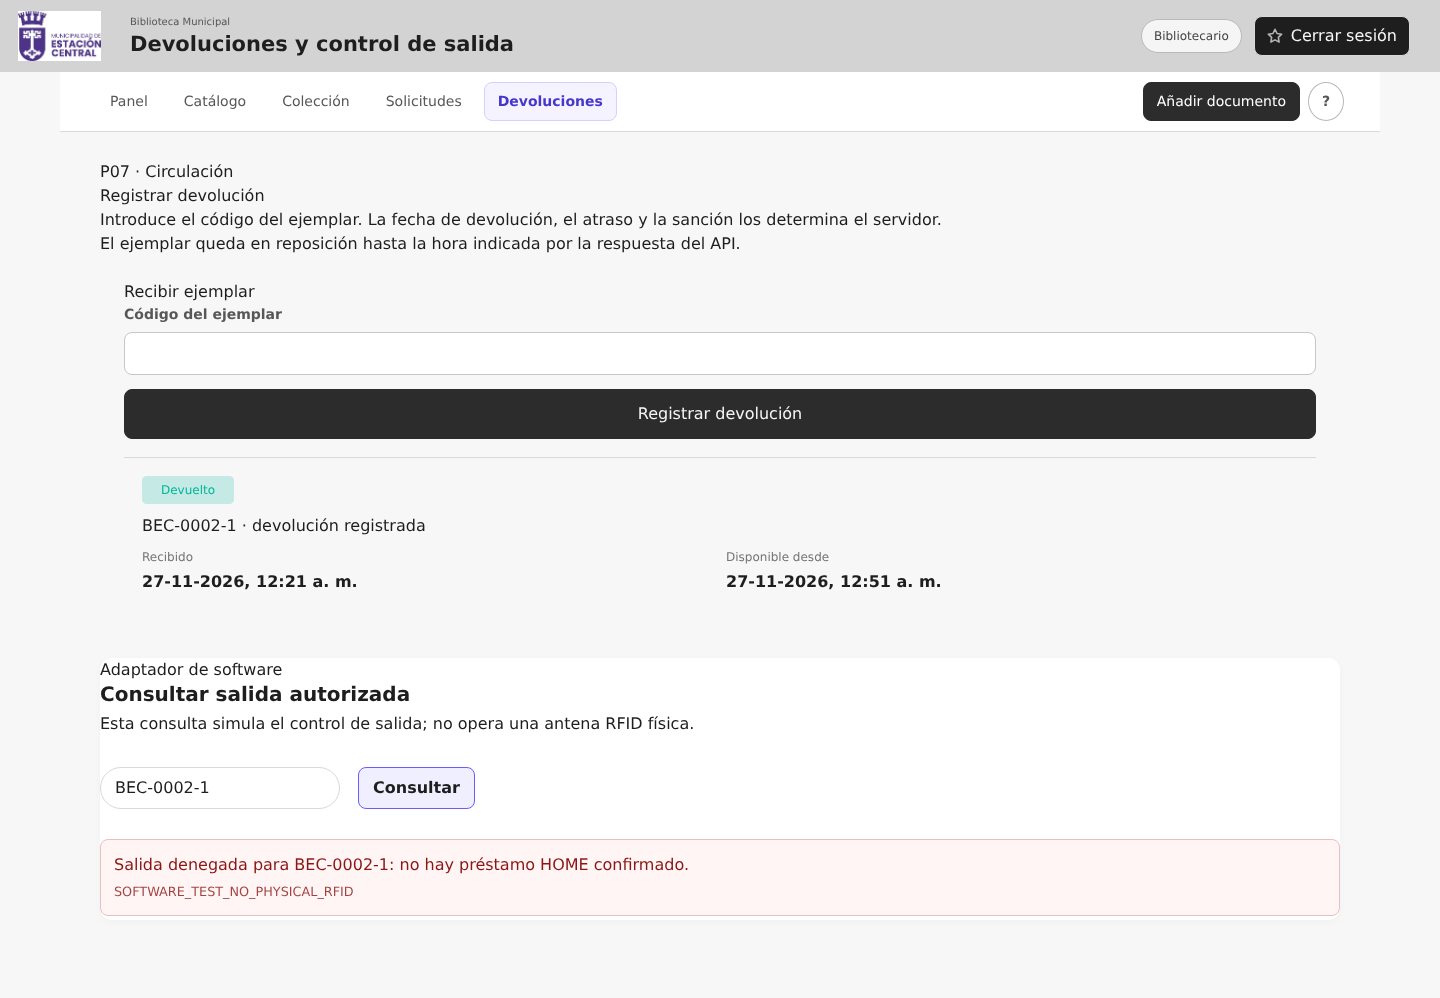 MUNICIPALIDAD DE
ESTACIÓN
CENTRAL
Biblioteca Municipal
Devoluciones y control de salida
Bibliotecario
Cerrar sesión
Panel
Catálogo
Colección
Solicitudes
Devoluciones
Añadir documento
?
P07 · Circulación
Registrar devolución
Introduce el código del ejemplar. La fecha de devolución, el atraso y la sanción los determina el servidor.
El ejemplar queda en reposición hasta la hora indicada por la respuesta del API.
Recibir ejemplar
Código del ejemplar
Registrar devolución
Devuelto
BEC-0002-1 · devolución registrada
Recibido
27-11-2026, 12:21 a. m.
Disponible desde
27-11-2026, 12:51 a. m.
Adaptador de software
Consultar salida autorizada
Esta consulta simula el control de salida; no opera una antena RFID física.
BEC-0002-1
Consultar
Salida denegada para BEC-0002-1: no hay préstamo HOME confirmado.
SOFTWARE_TEST_NO_PHYSICAL_RFID